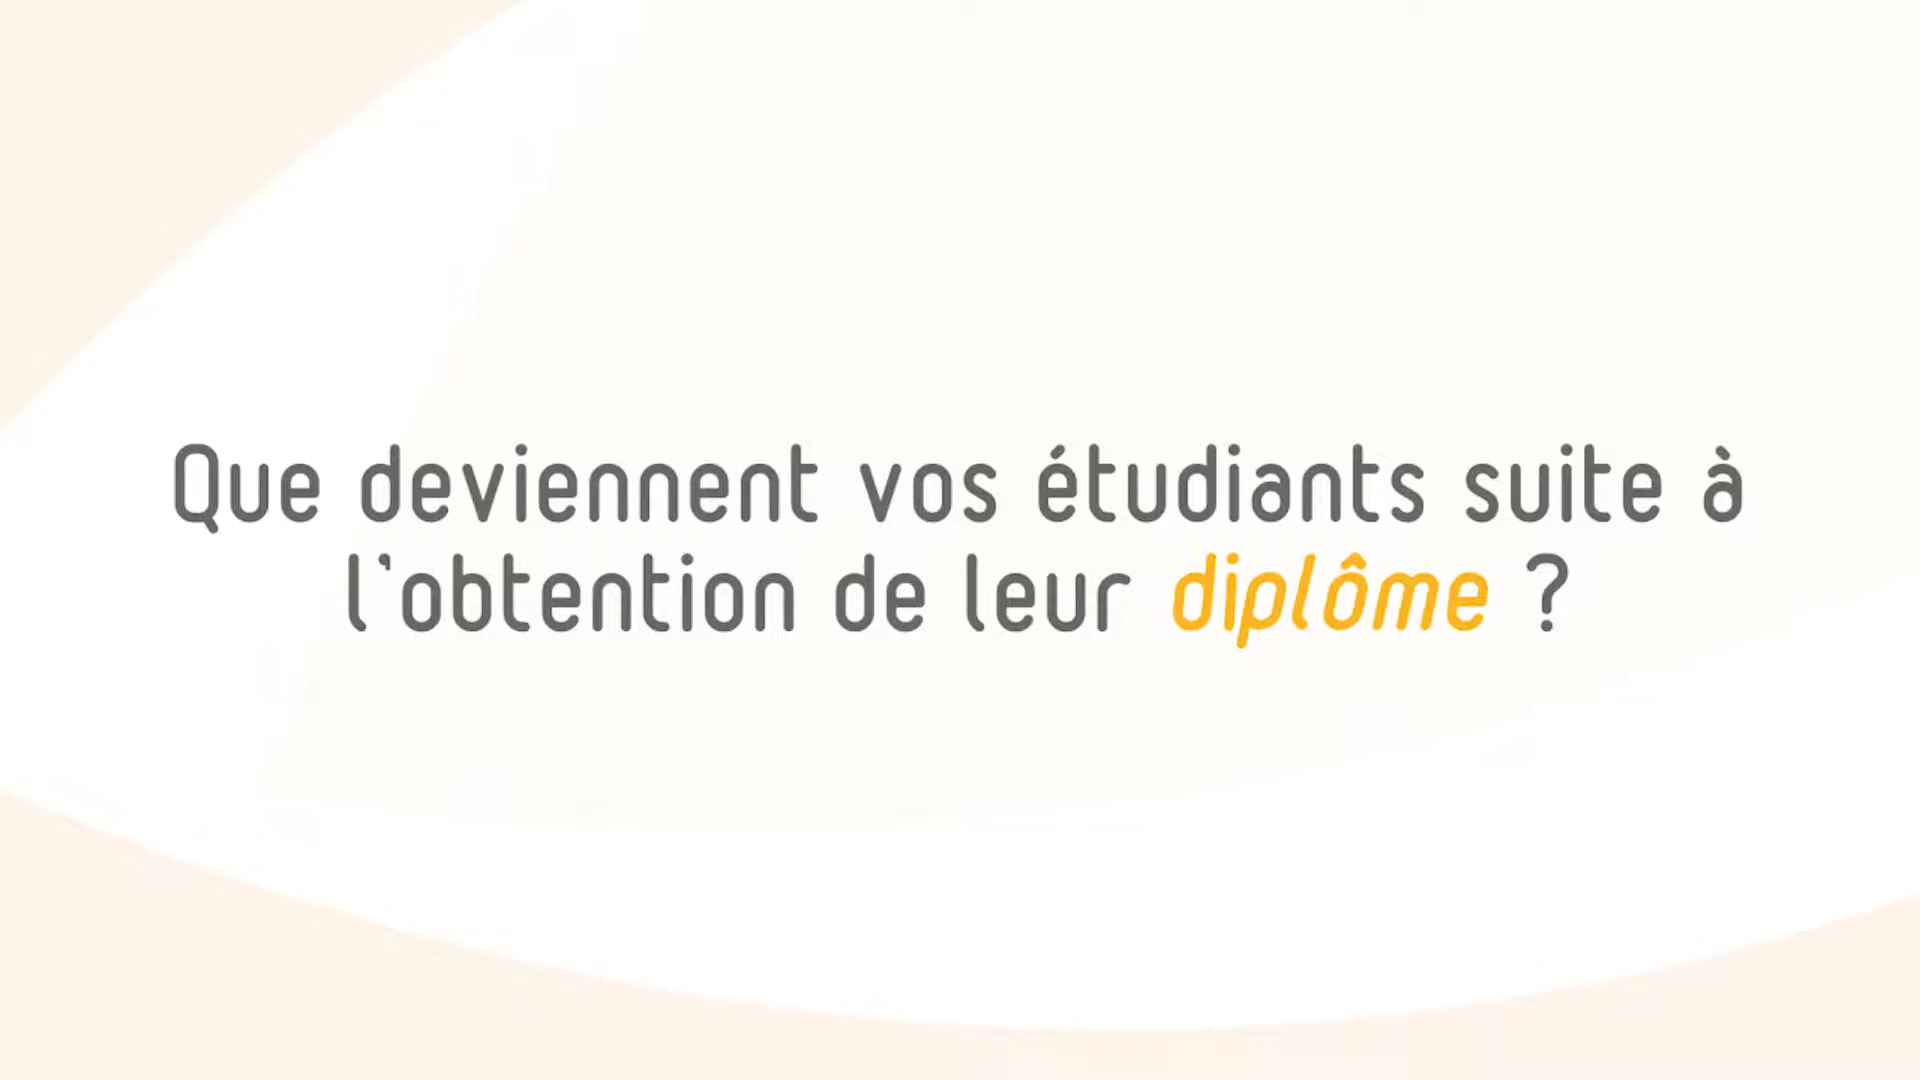 Que deviennent vos étudiants suite à
l'obtention de leur diplôme ?